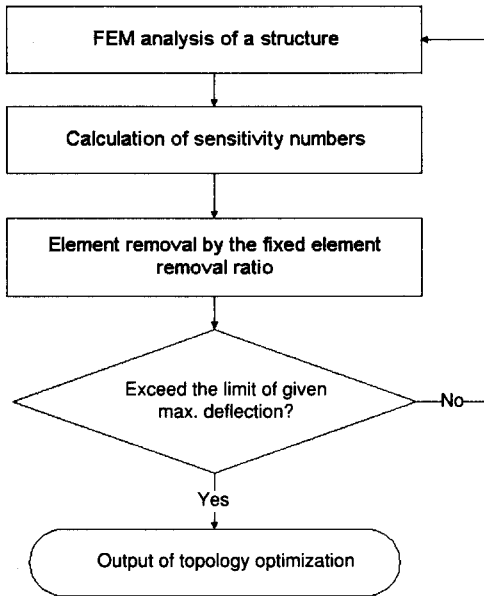 FEM analysis of a structure
Calculation of sensitivity numbers
Element removal by the fixed element
removal ratio
Exceed the limit of given
max. deflection?
No
Yes
Output of topology optimization